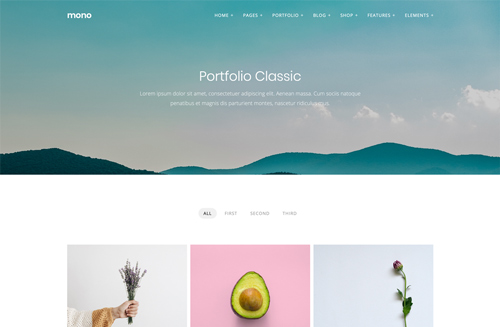 mono
HOME PAGES PORTFOLIO BLOG SHOP FEATURES ELEMENTS
Portfolio Classic
Lorem ipsum dolor sit amet, consectetuer adipiscing elit. Aenean massa. Cum sociis natoque
penatibus et magnis dis parturient montes, nascetur ridiculus mus.
ALL FIRST SECOND THIRD